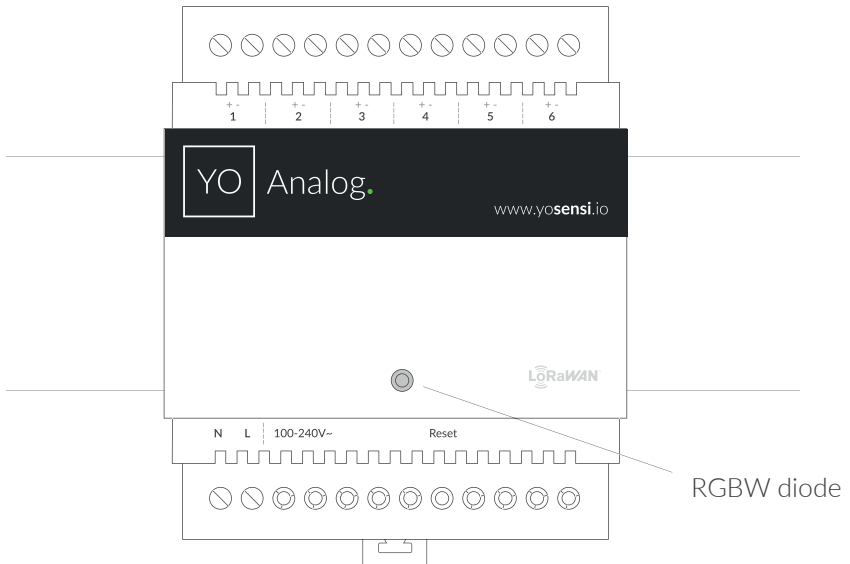 + - + - + - + - + - + -
1 2 3 4 5 6
YO Analog.
www.yosensi.io
LoRaWAN
N L 100-240V~ Reset
RGBW diode